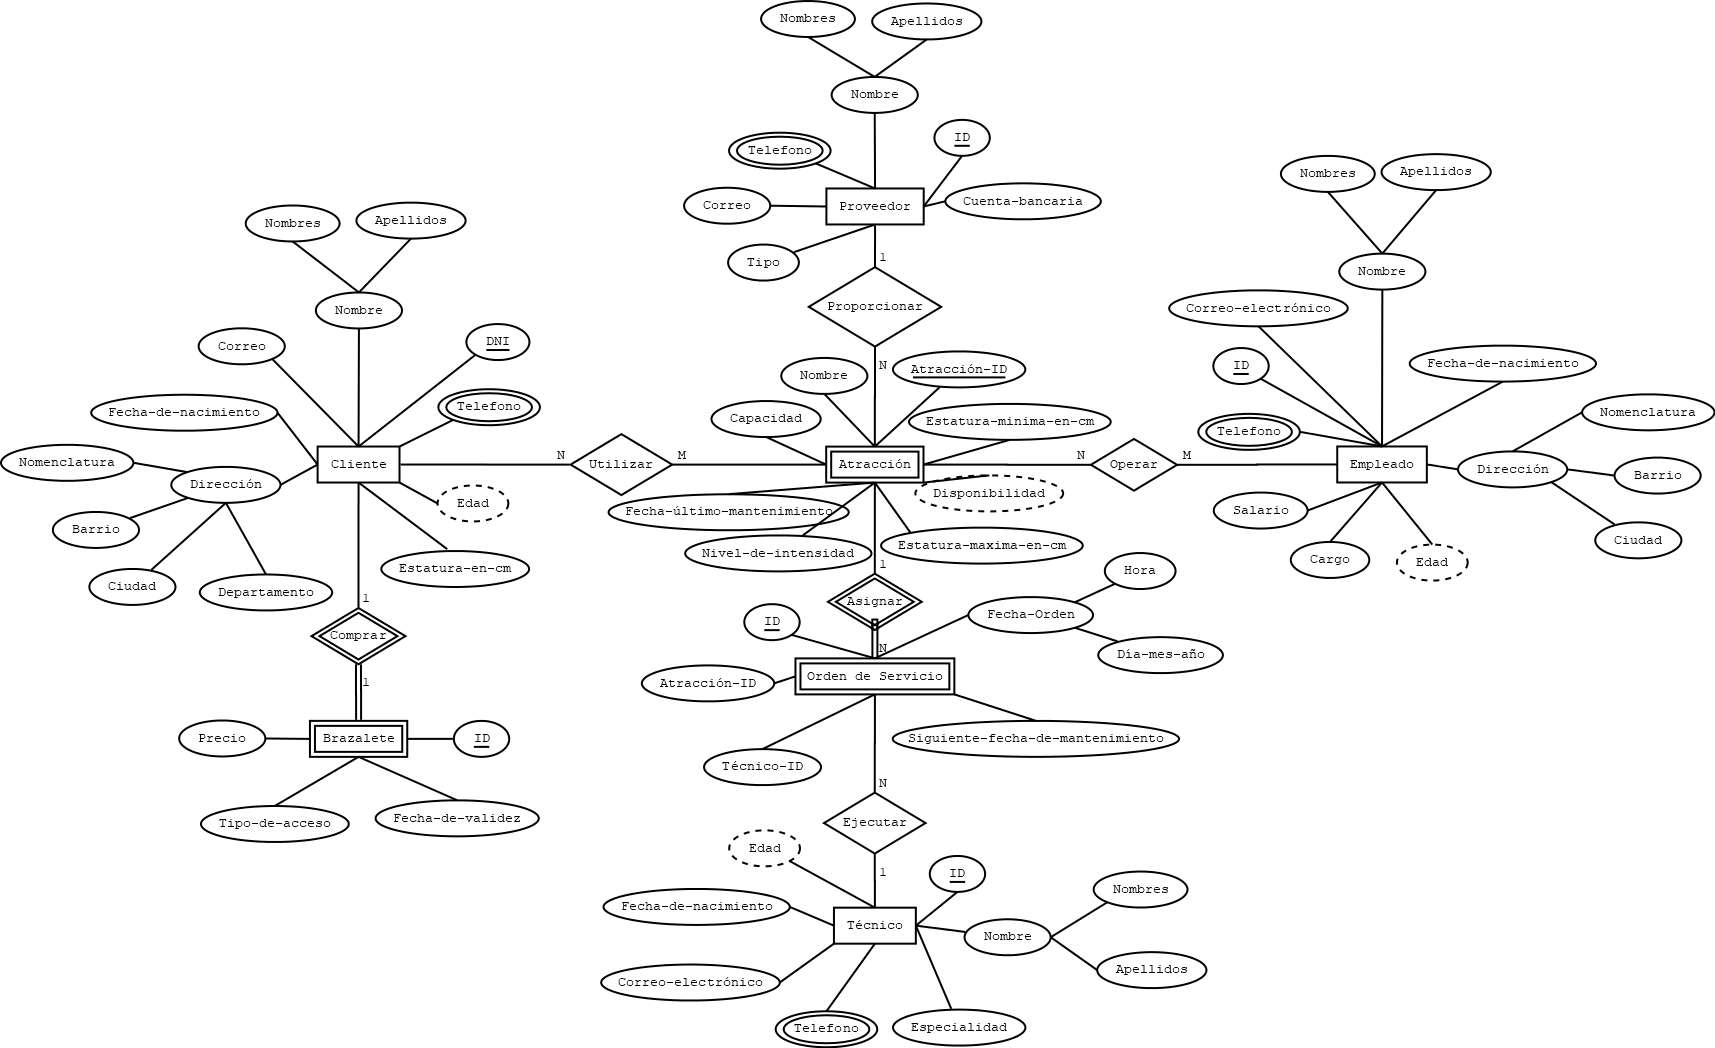 Nombres
Apellidos
Nombre
Telefono
ID
Correo
Proveedor
Cuenta-bancaria
Tipo
1
Proporcionar
N
Nombres
Apellidos
Nombre
Correo
DNI
Fecha-de-nacimiento
Telefono
Nomenclatura
Dirección
Cliente
Barrio
Edad
Ciudad
Departamento
Estatura-en-cm
N
Utilizar
M
1
Comprar
1
Precio
Brazalete
ID
Tipo-de-acceso
Fecha-de-validez
Nombre
Atracción-ID
Capacidad
Estatura-minima-en-cm
Atracción
Disponibilidad
Fecha-último-mantenimiento
Nivel-de-intensidad
Estatura-maxima-en-cm
N
Operar
M
Nombres
Apellidos
Nombre
Correo-electrónico
ID
Fecha-de-nacimiento
Telefono
Nomenclatura
Empleado
Dirección
Barrio
Salario
Ciudad
Cargo
Edad
1
Asignar
N
ID
Fecha-Orden
Hora
Día-mes-año
Atracción-ID
Orden de Servicio
Siguiente-fecha-de-mantenimiento
Técnico-ID
N
Ejecutar
1
Edad
ID
Fecha-de-nacimiento
Técnico
Nombre
Nombres
Apellidos
Correo-electrónico
Telefono
Especialidad